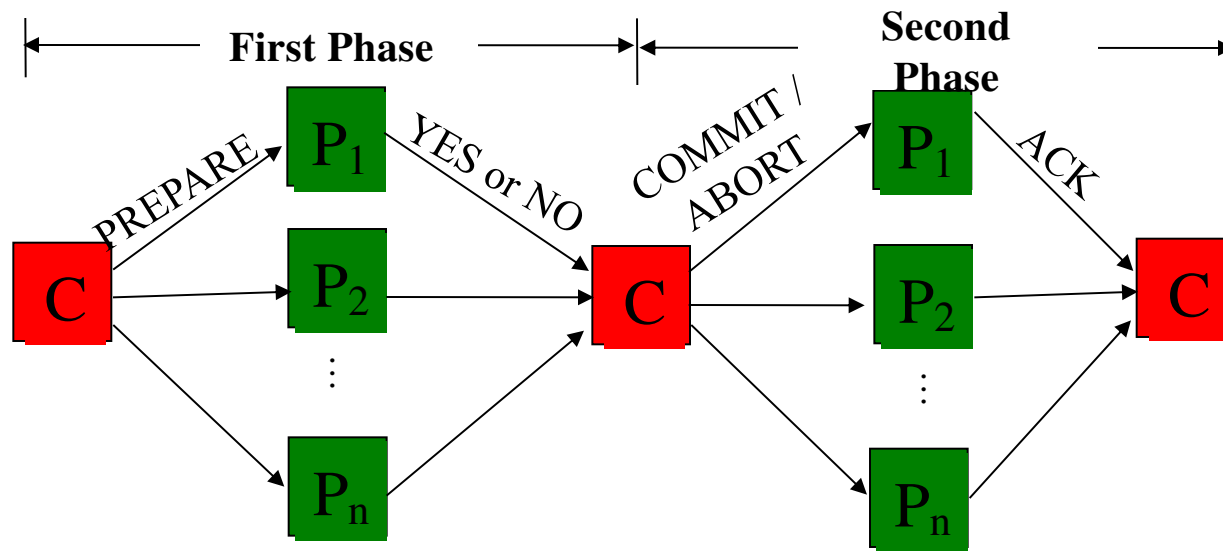 First Phase
Second
Phase
PREPARE
YES or NO
COMMIT /
ABORT
ACK
C
P1
P2
⋮
Pn
C
P1
P2
⋮
Pn
C